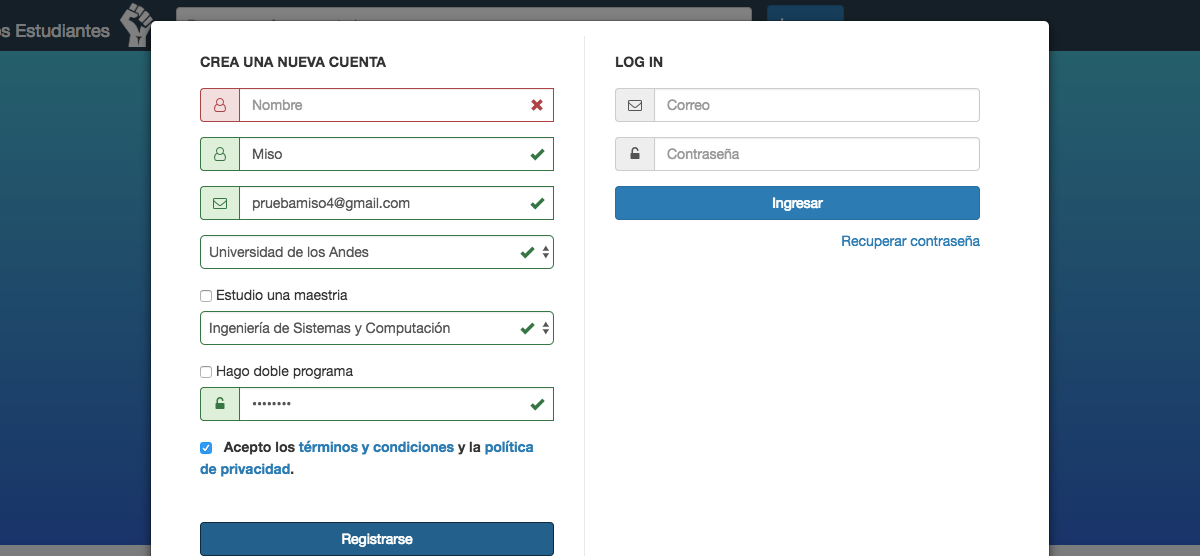 s Estudiantes
CREA UNA NUEVA CUENTA
Nombre
Miso
pruebamiso4@gmail.com
Universidad de los Andes
Estudio una maestria
Ingeniería de Sistemas y Computación
Hago doble programa
••••••••
Acepto los términos y condiciones y la política
de privacidad.
Registrarse
LOG IN
Correo
Contraseña
Ingresar
Recuperar contraseña